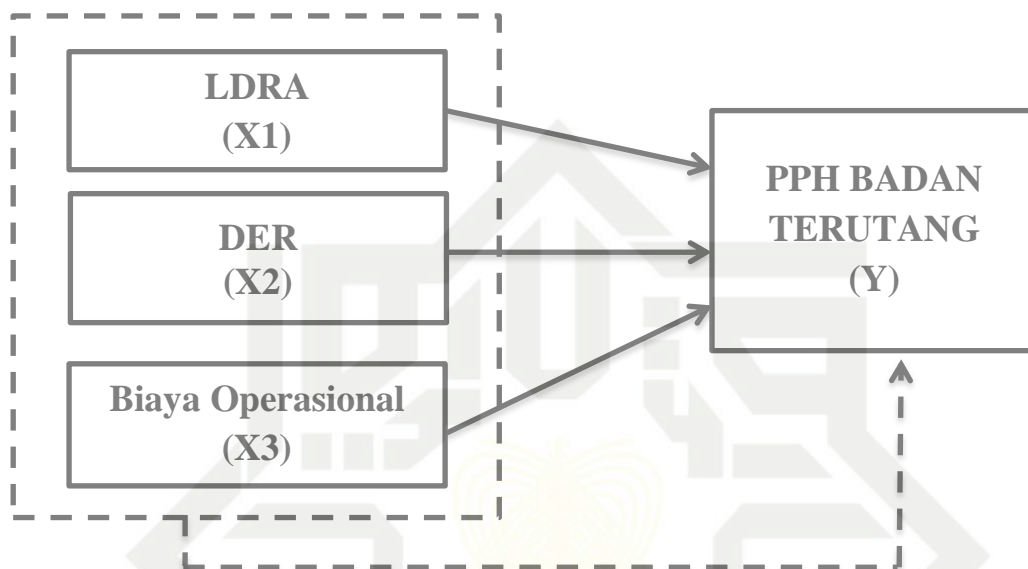 LDRA
(X1)
DER
(X2)
Biaya Operasional
(X3)
PPH BADAN
TERUTANG
(Y)